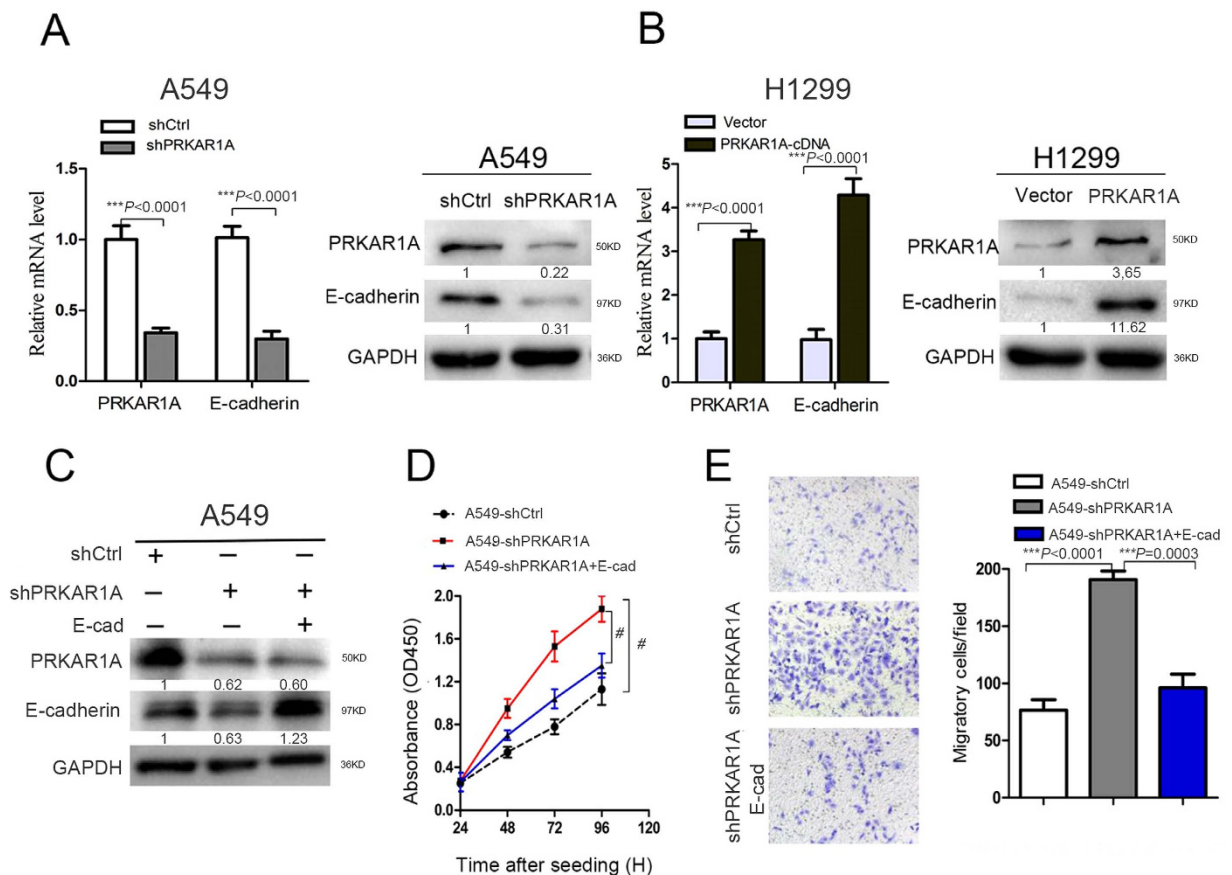 A
A549
shCtrl
shPRKAR1A
Relative mRNA level
1.5
1.0
0.5
0.0
***P<0.0001
***P<0.0001
PRKAR1A
E-cadherin
A549
shCtrl shPRKAR1A
PRKAR1A 50KD
1 0.22
E-cadherin 97KD
1 0.31
GAPDH 36KD
B
H1299
Vector
PRKAR1A-cDNA
Relative mRNA level
5
4
3
2
1
0
***P<0.0001
***P<0.0001
PRKAR1A
E-cadherin
H1299
Vector PRKAR1A
PRKAR1A 50KD
1 3,65
E-cadherin 97KD
1 11.62
GAPDH 36KD
C
A549
shCtrl + – –
shPRKAR1A – + +
E-cad – – +
PRKAR1A 50KD
1 0.62 0.60
E-cadherin 97KD
1 0.63 1.23
GAPDH 36KD
D
A549-shCtrl
A549-shPRKAR1A
A549-shPRKAR1A+E-cad
Absorbance (OD450)
2.0
1.6
1.2
0.8
0.4
0.0
# #
24 48 72 96 120
Time after seeding (H)
E
shCtrl
shPRKAR1A
shPRKAR1A
E-cad
A549-shCtrl
A549-shPRKAR1A
A549-shPRKAR1A+E-cad
***P<0.0001 ***P=0.0003
Migratory cells/field
200
150
100
50
0